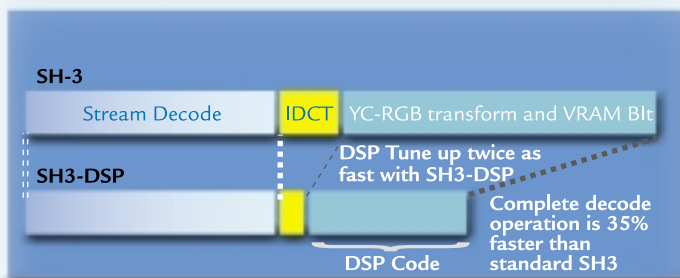 SH-3
Stream Decode
IDCT
YC-RGB transform and VRAM Blt
DSP Tune up twice as
fast with SH3-DSP
SH3-DSP
Complete decode
operation is 35%
faster than
standard SH3
DSP Code